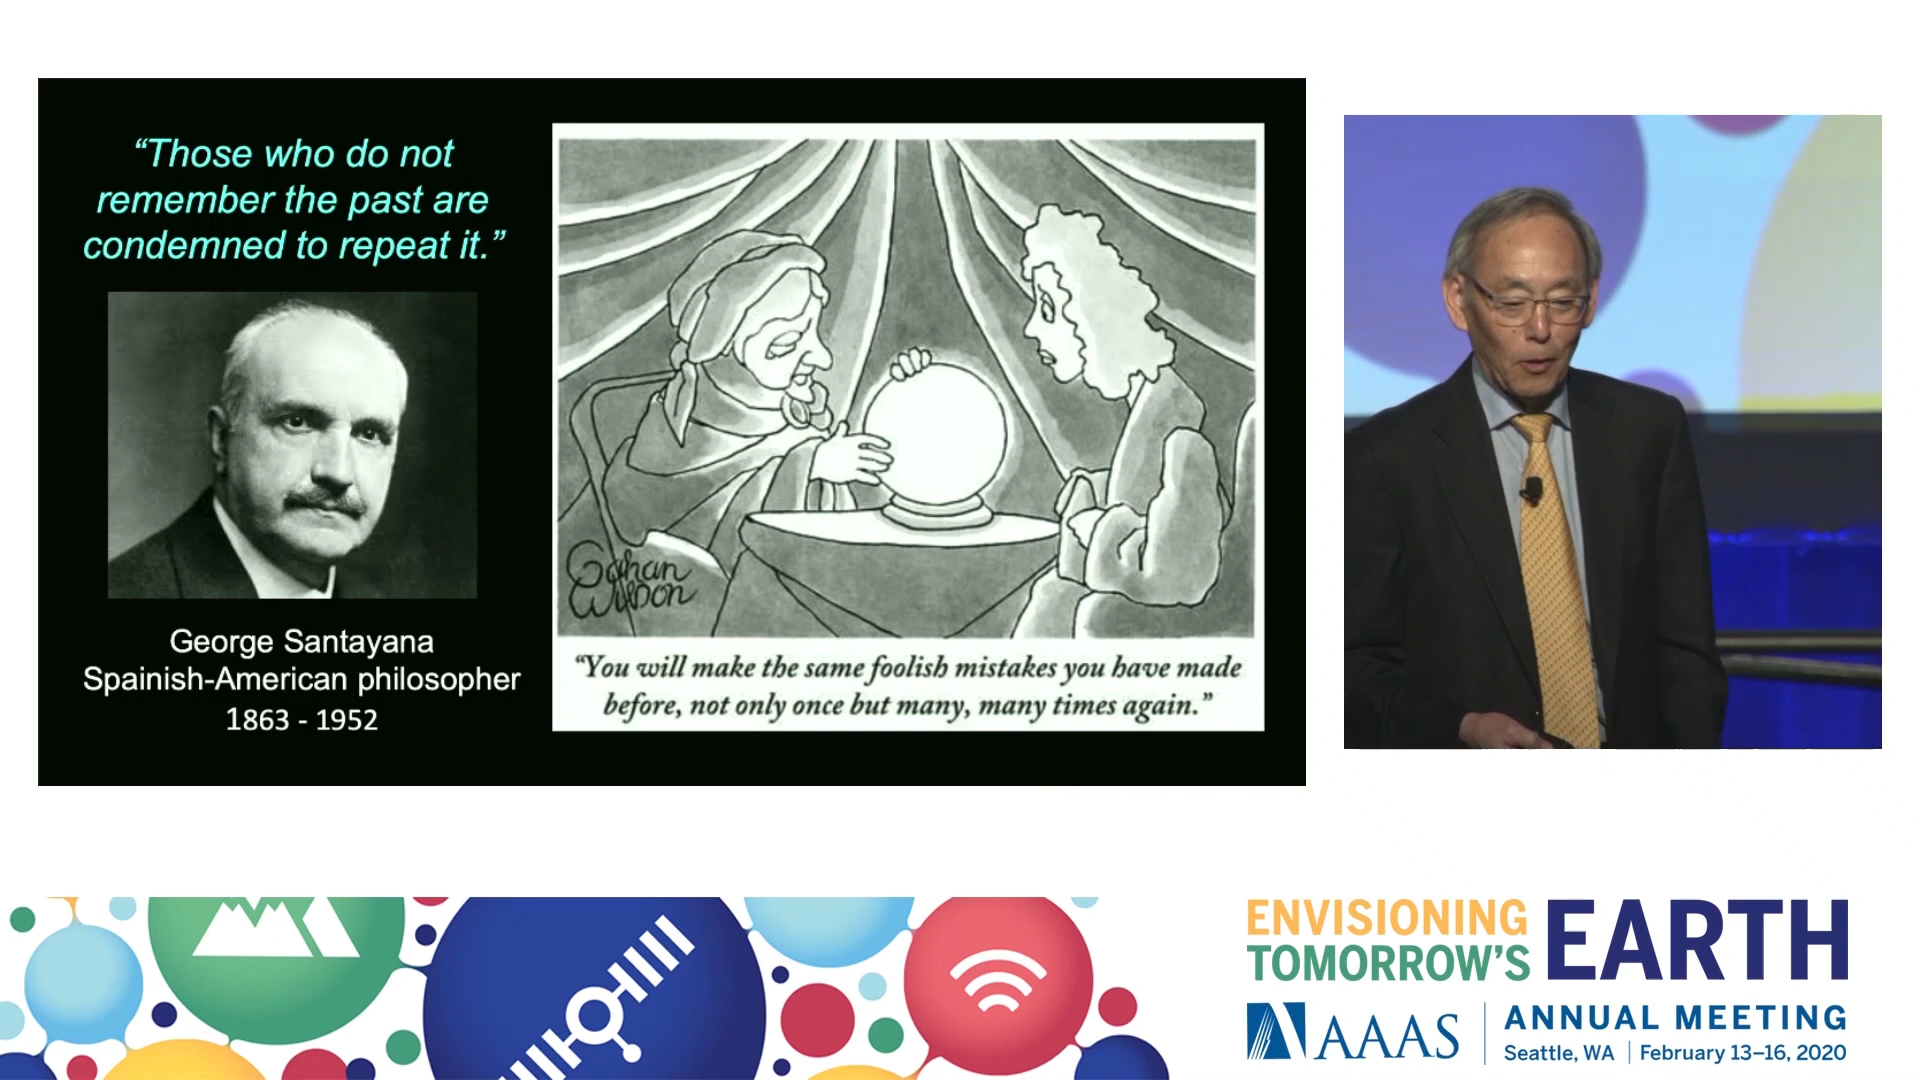 “Those who do not
remember the past are
condemned to repeat it.”
George Santayana
Spainish-American philosopher
1863 - 1952
Gahan
Wilson
“You will make the same foolish mistakes you have made
before, not only once but many, many times again.”
ENVISIONING
TOMORROW'S
EARTH
AAAS
ANNUAL MEETING
Seattle, WA | February 13–16, 2020